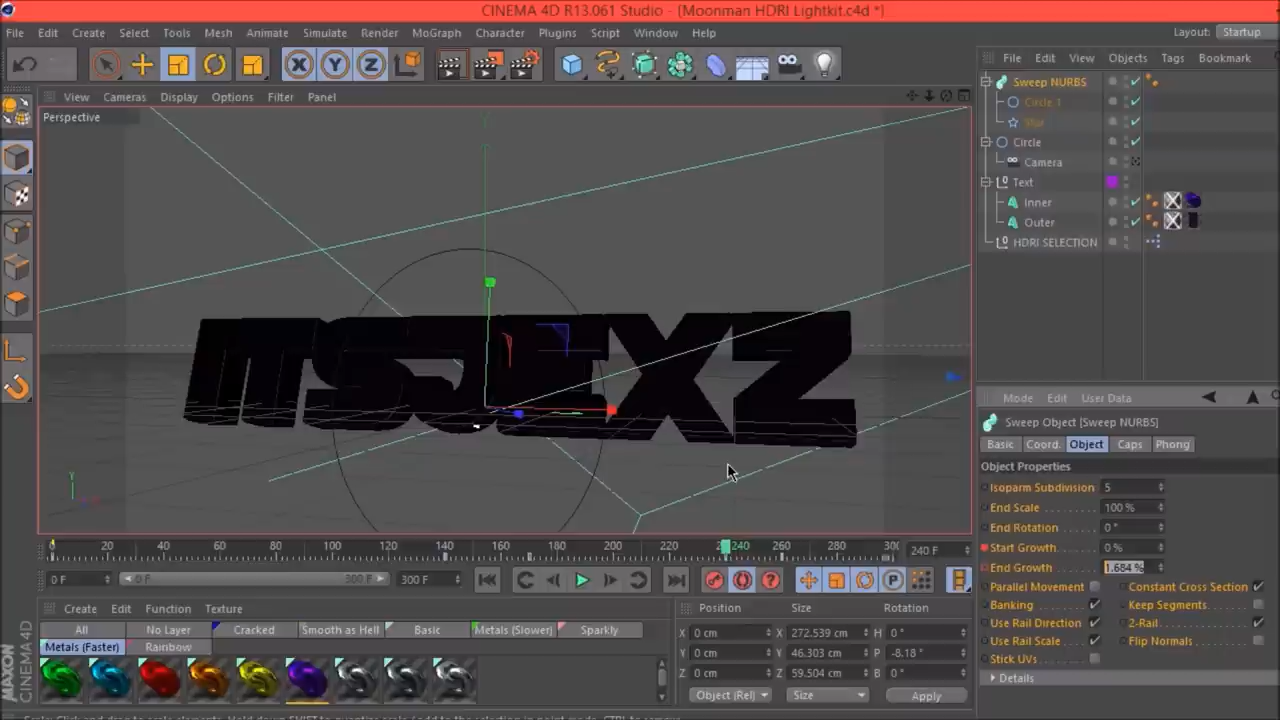 CINEMA 4D R13.061 Studio - (Moonman HDRI Lightkit.c4d *)
File Edit Create Select Tools Mesh Animate Simulate Render MoGraph Character Plugins Script Window Help Layout: Startup
X Y Z File Edit View Objects Tags Bookmark
View Cameras Display Options Filter Panel
Perspective
Sweep NURBS
Circle 1
Circle
Camera
Text
Inner
Outer
HDRI SELECTION
ITSJEXZ
Y
Mode Edit User Data
Sweep Object [Sweep NURBS]
Basic Coord. Object Caps Phong
Object Properties
Isoparm Subdivision 5
End Scale 100 %
End Rotation 0 °
Start Growth 0 %
End Growth 1.684 %
Parallel Movement Constant Cross Section
Banking Keep Segments
Use Rail Direction 2-Rail
Use Rail Scale Flip Normals
Stick UVs
Details
0 20 40 60 80 100 120 140 160 180 200 240 260 280 300 240 F
0 F 0 F 300 F 300 F P
Create Edit Function Texture
All No Layer Cracked Smooth as Hell Basic Metals (Slower) Sparkly
Metals (Faster) Rainbow
Position Size Rotation
X 0 cm X 272.539 cm H 0 °
Y 0 cm Y 46.303 cm P -8.18 °
Z 0 cm Z 59.504 cm B 0 °
Object (Rel) Size Apply
MAXON
CINEMA 4D